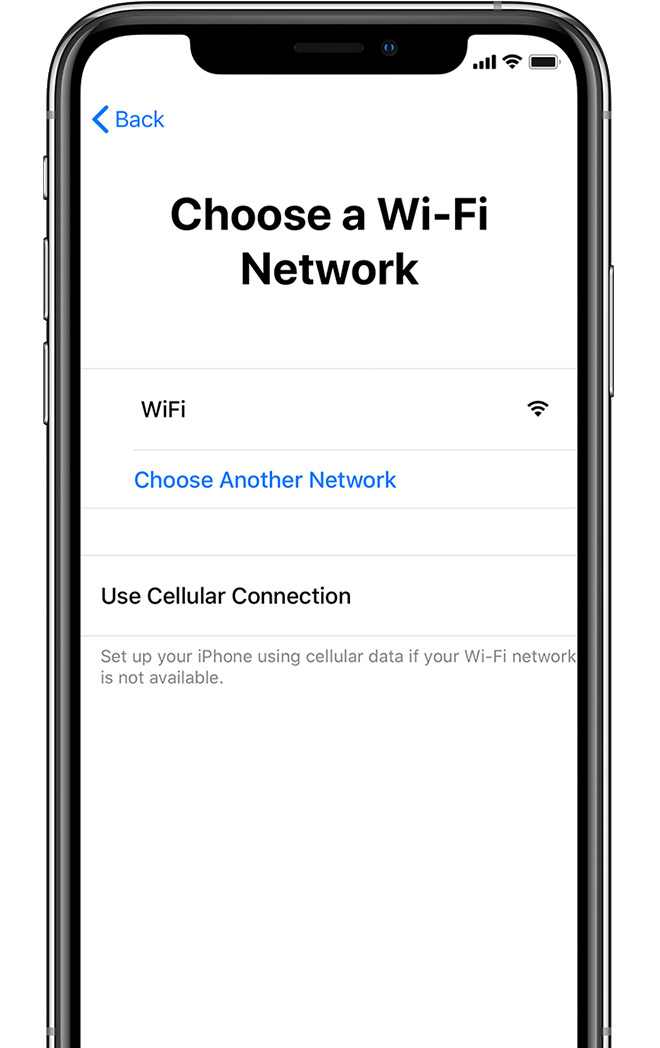 Back
Choose a Wi-Fi
Network
WiFi
Choose Another Network
Use Cellular Connection
Set up your iPhone using cellular data if your Wi-Fi network
is not available.